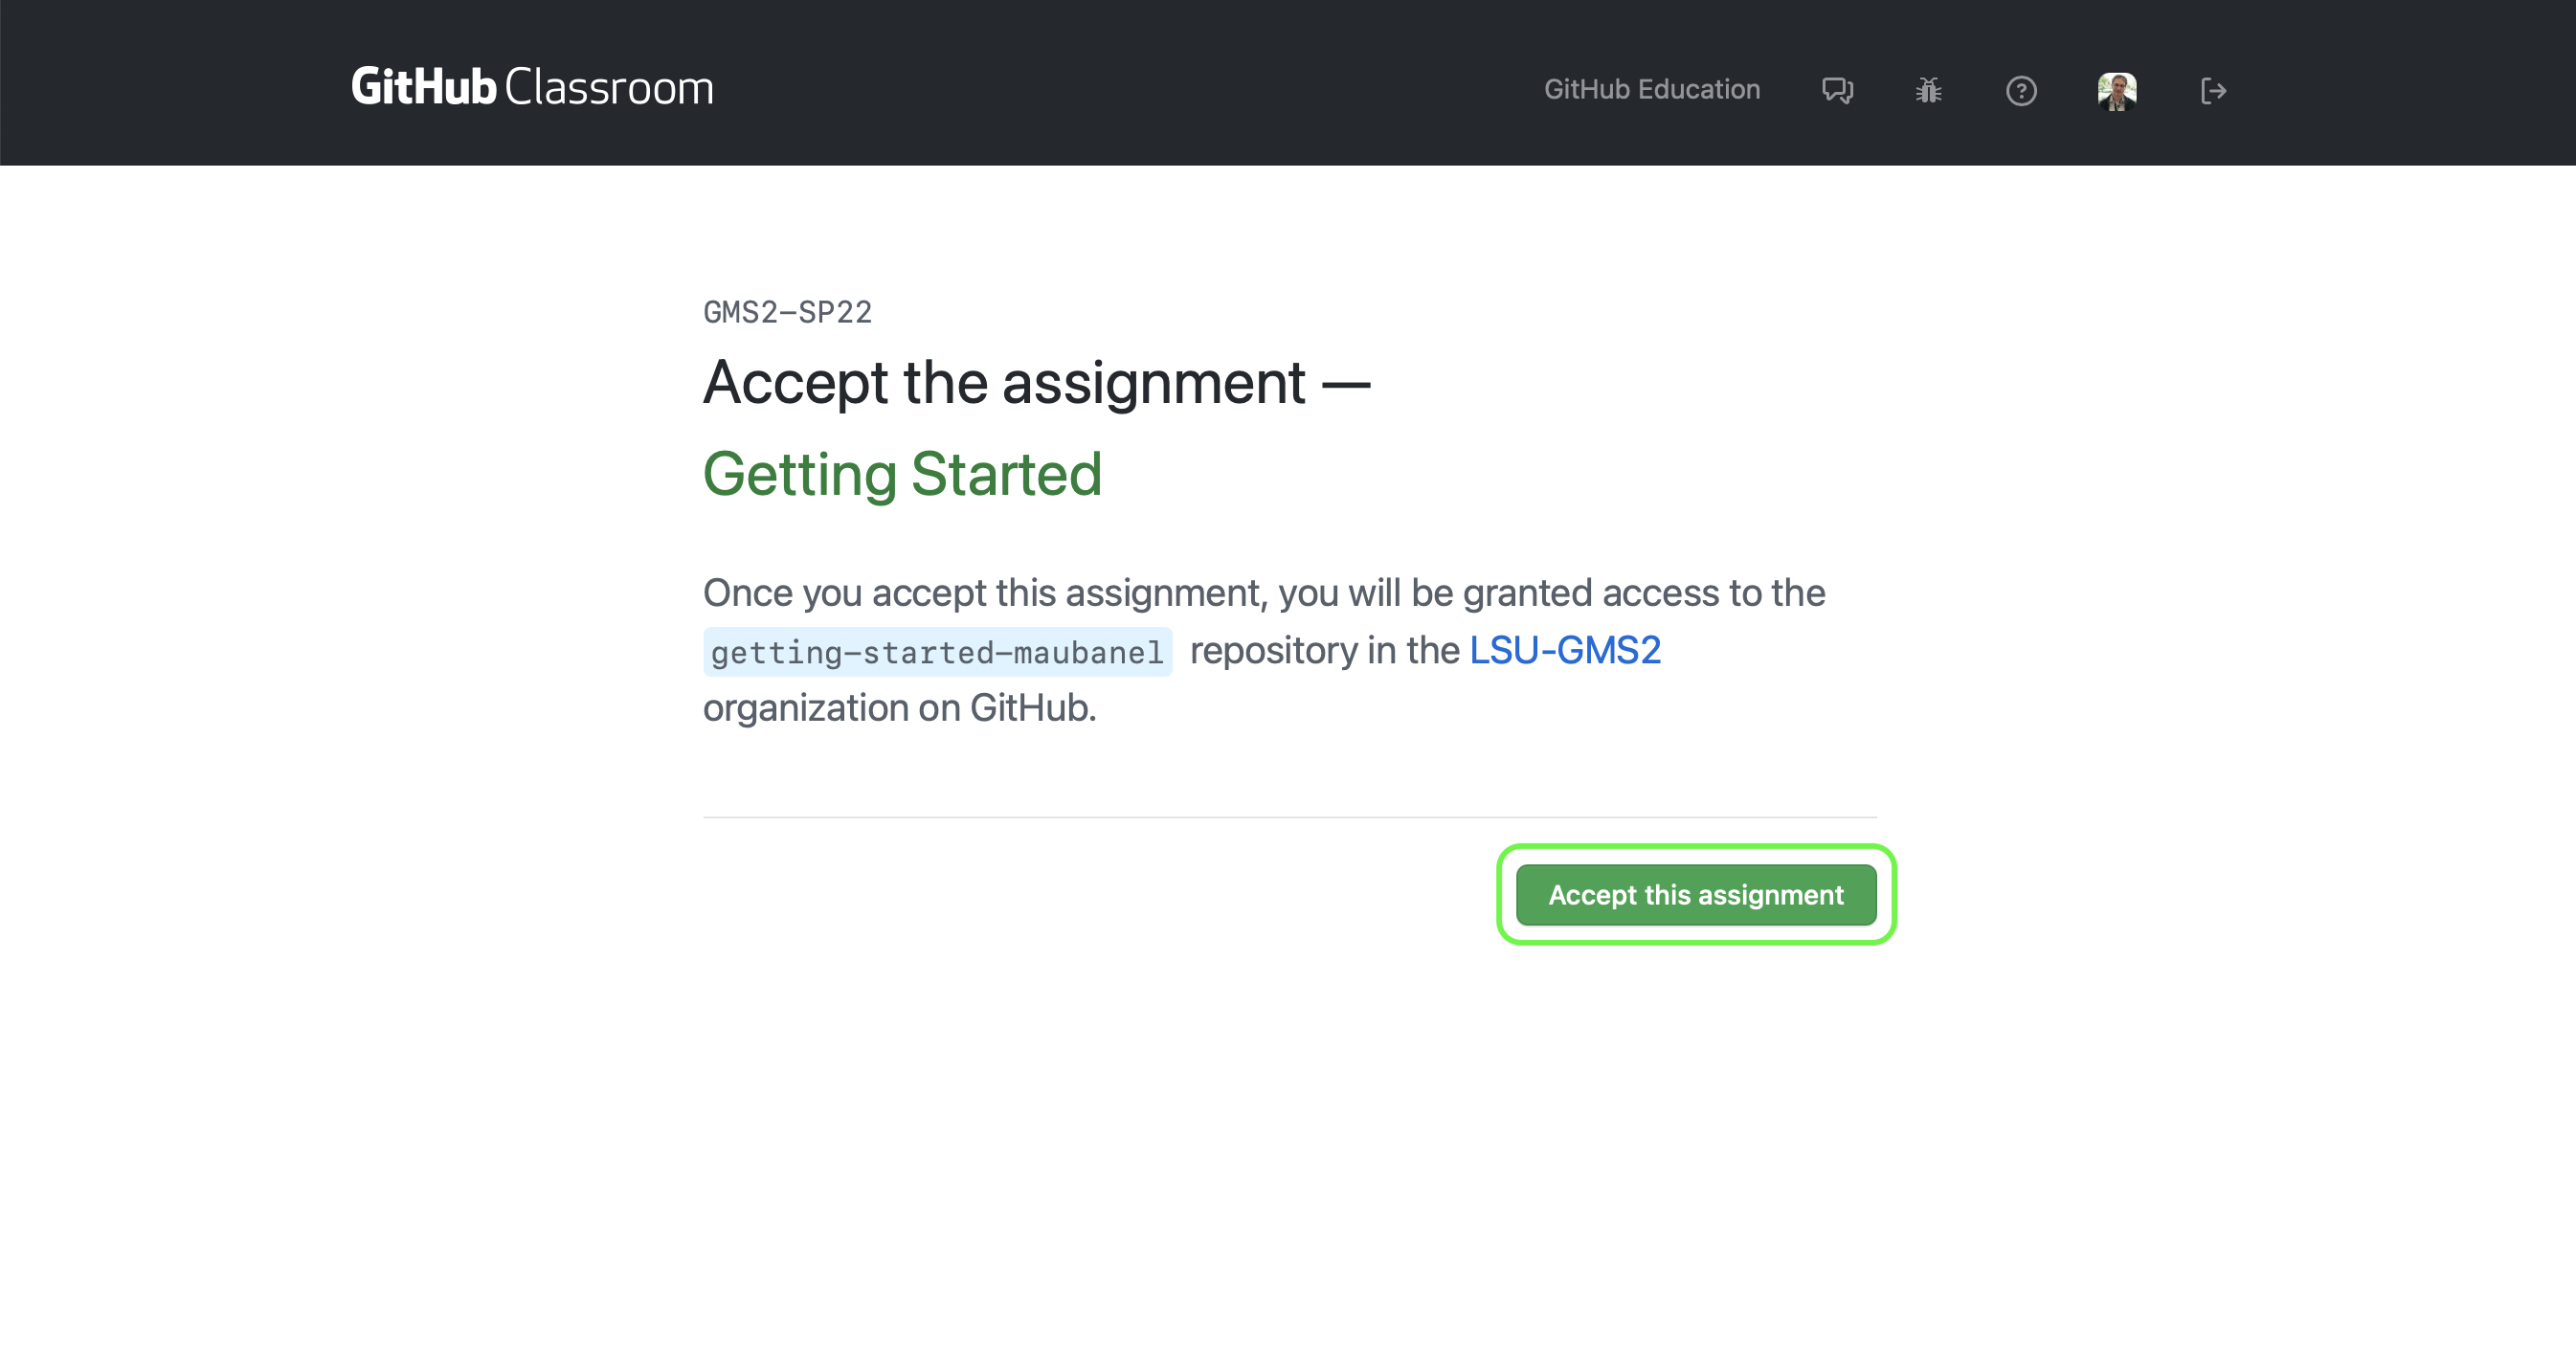 GitHub Classroom
GitHub Education
GMS2-SP22
Accept the assignment —
Getting Started
Once you accept this assignment, you will be granted access to the
getting-started-maubanel repository in the LSU-GMS2
organization on GitHub.
Accept this assignment